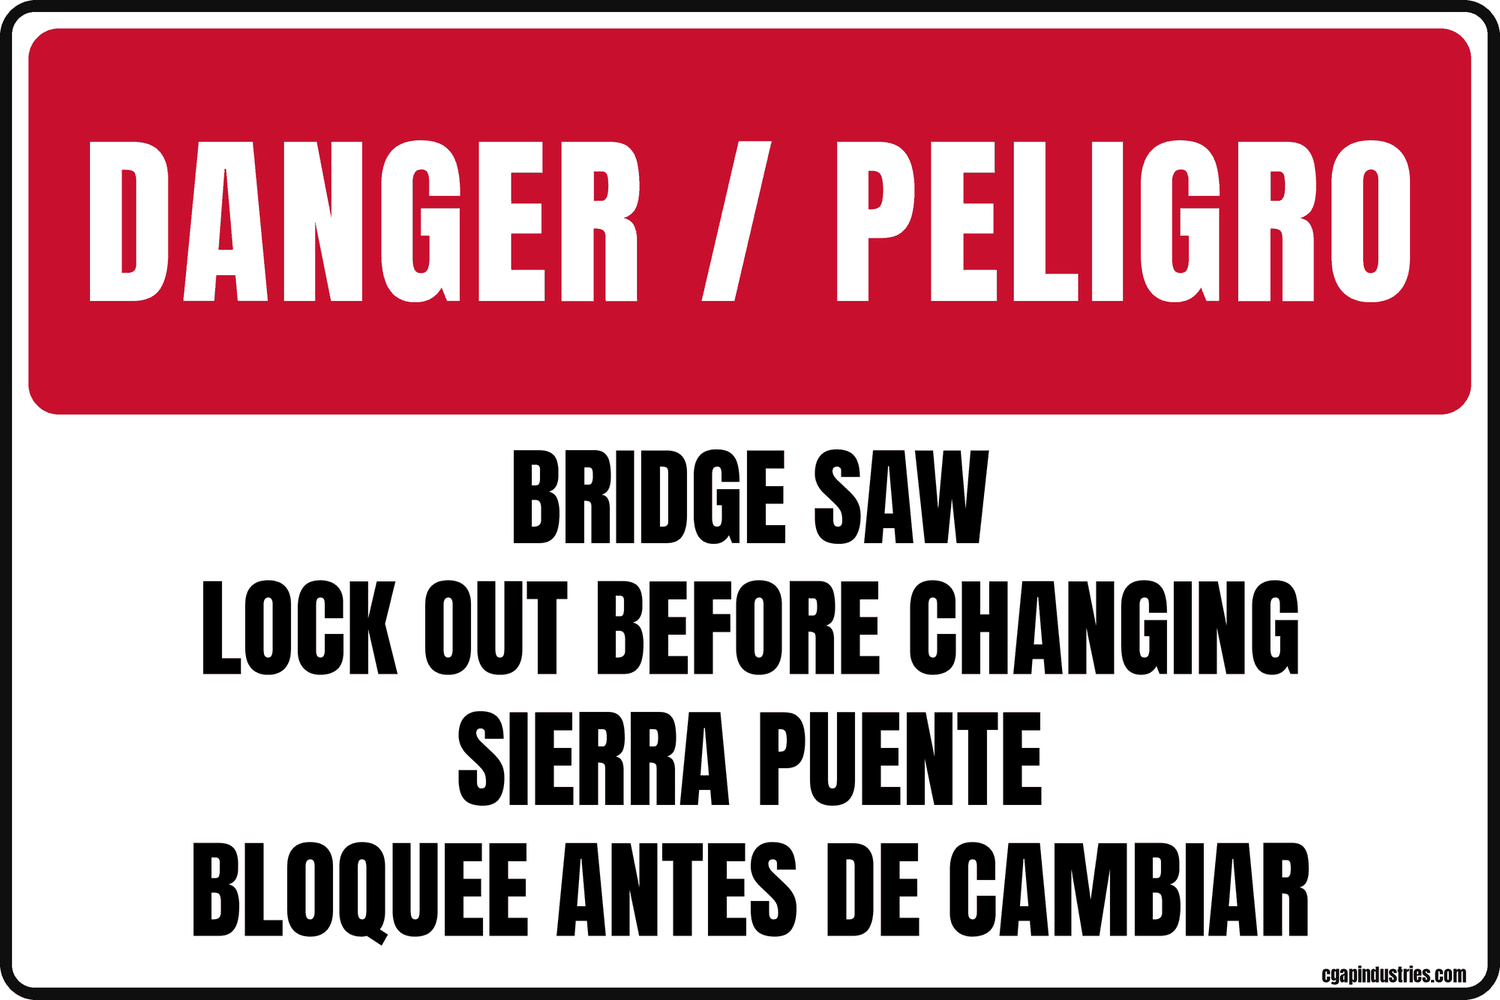 DANGER / PELIGRO
BRIDGE SAW
LOCK OUT BEFORE CHANGING
SIERRA PUENTE
BLOQUEE ANTES DE CAMBIAR
cgapindustries.com